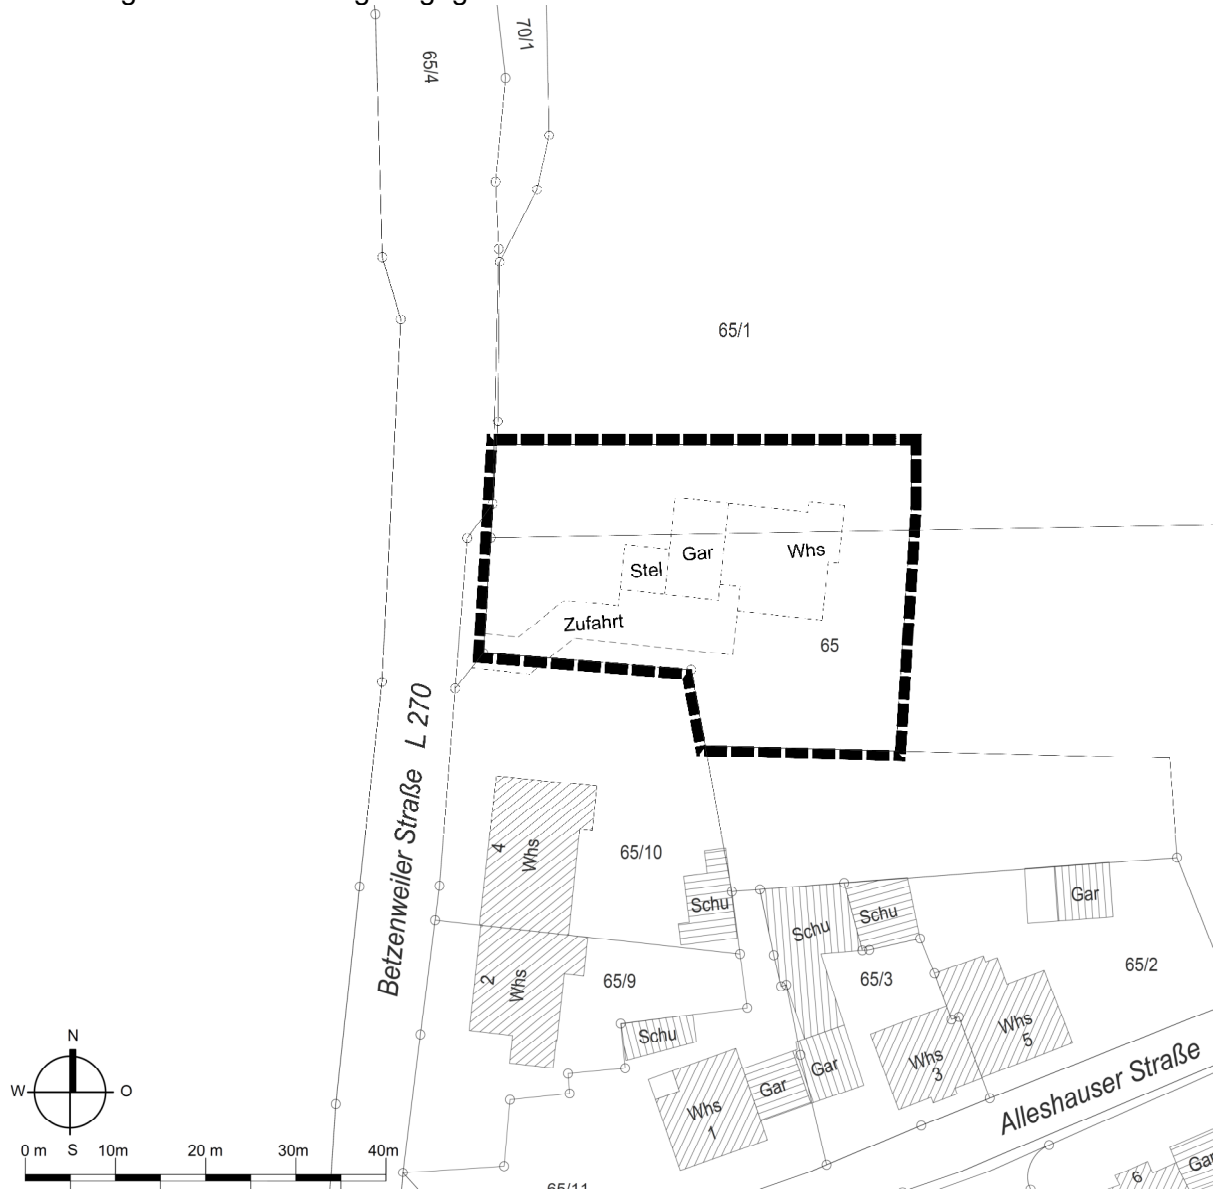 70/1
65/4
65/1
Gar
Whs
Stel
Zufahrt
65
Betzenweiler Straße L 270
4
Whs
65/10
Schu
Schu
Schu
Gar
2
Whs
65/9
65/3
65/2
Schu
Whs
5
Whs
3
Gar
Gar
Whs
1
Alleshauser Straße
N
W
O
S
0 m
10m
20 m
30m
40m
6